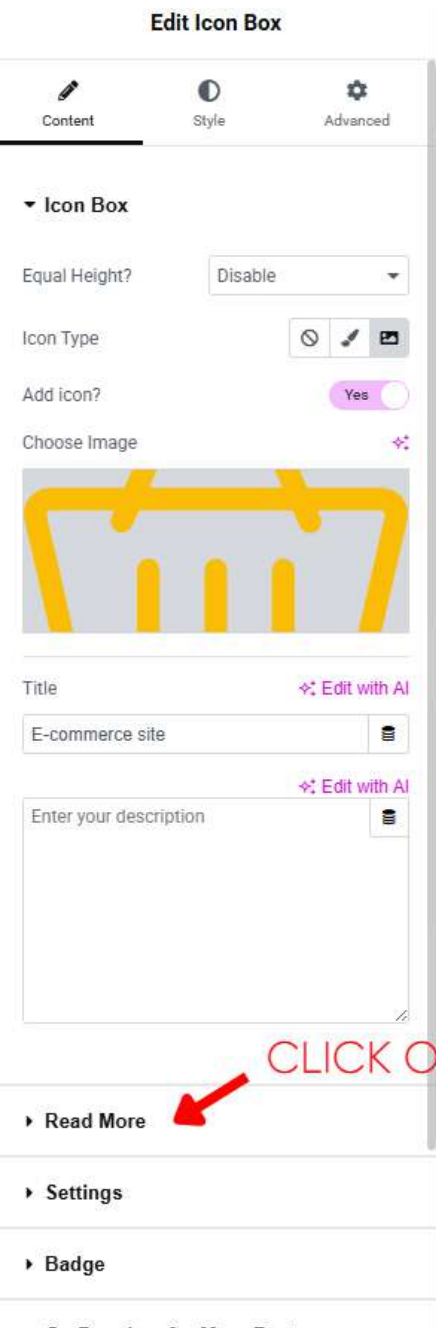 Edit Icon Box
Content Style Advanced
Icon Box
Equal Height? Disable
Icon Type
Add icon? Yes
Choose Image
Title Edit with AI
E-commerce site
Edit with AI
Enter your description
CLICK O
Read More
Settings
Badge